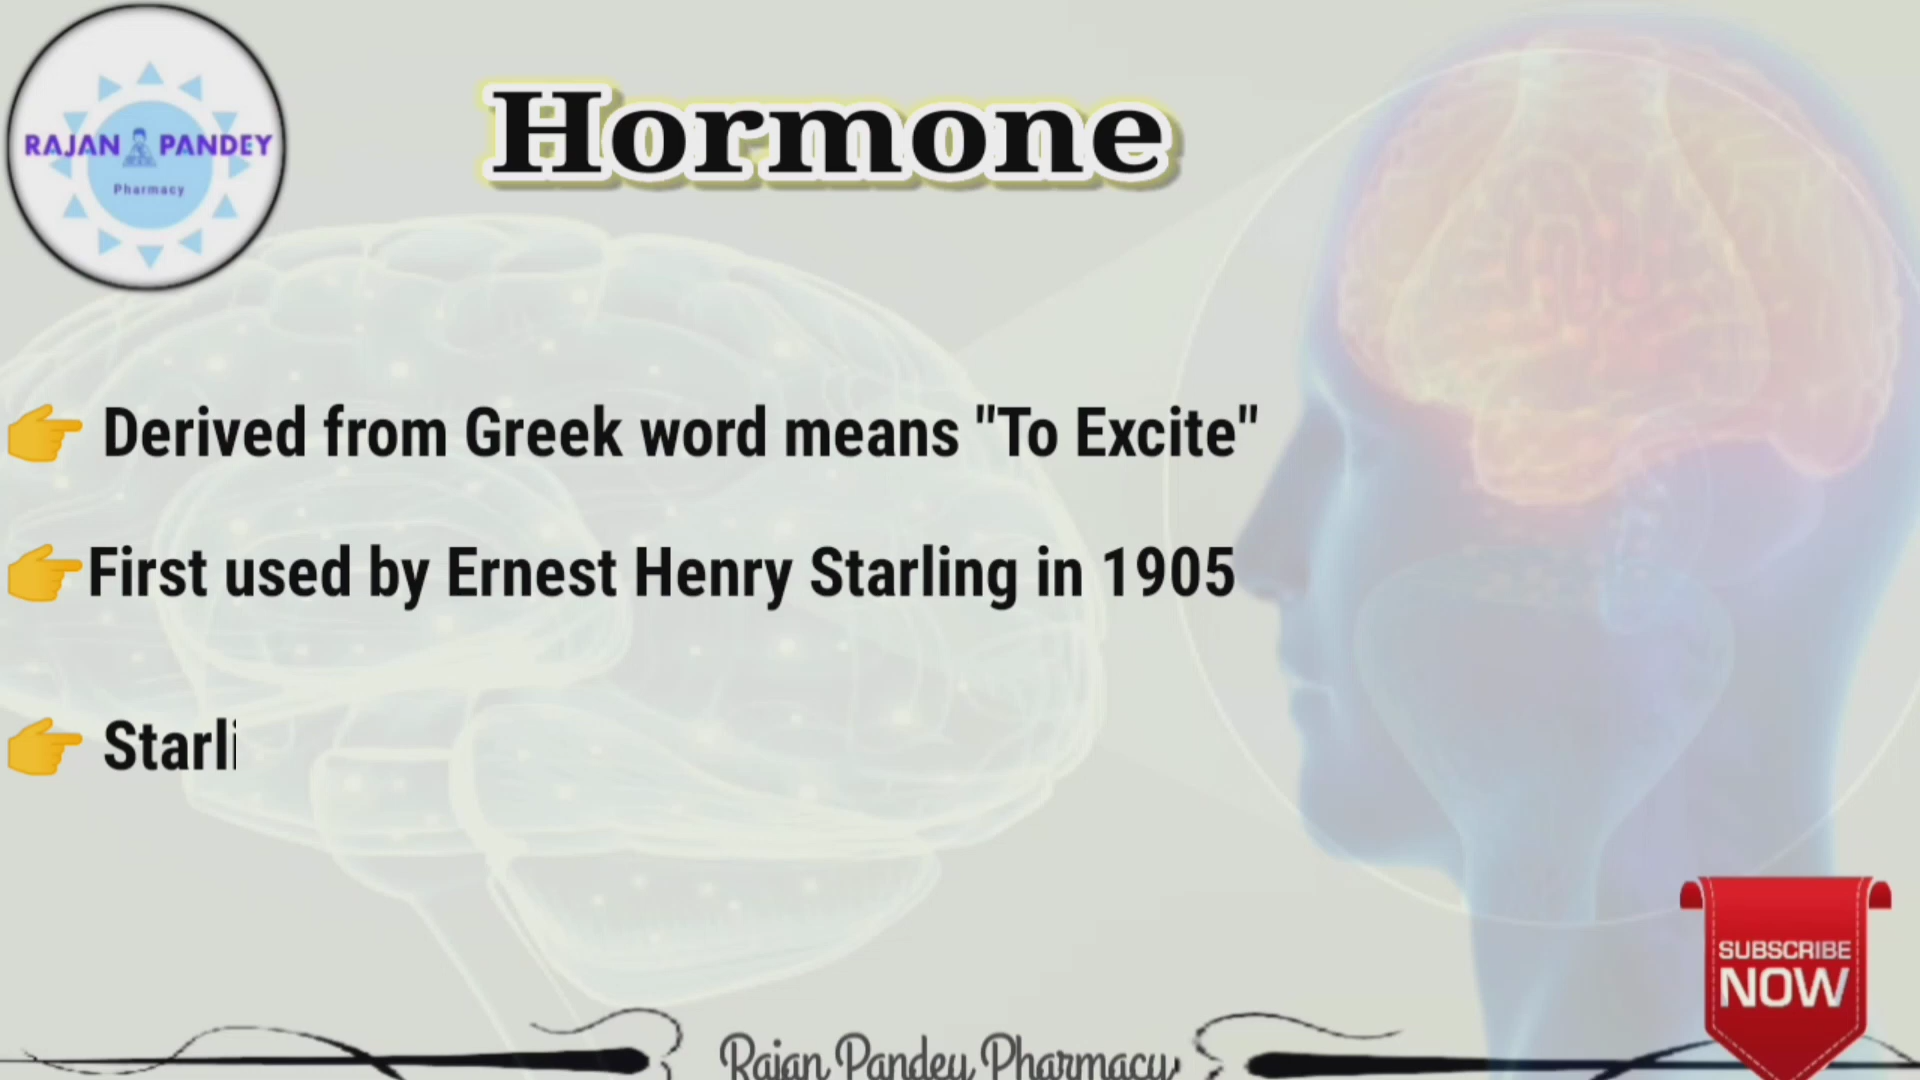 RAJAN PANDEY
Pharmacy
Hormone
👉 Derived from Greek word means "To Excite"
👉First used by Ernest Henry Starling in 1905
👉 Starli
SUBSCRIBE
NOW
Rajan Pandey Pharmacy